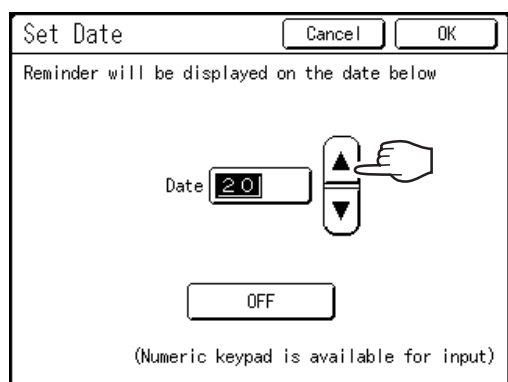 Set Date Cancel OK
Reminder will be displayed on the date below
Date 20
OFF
(Numeric keypad is available for input)